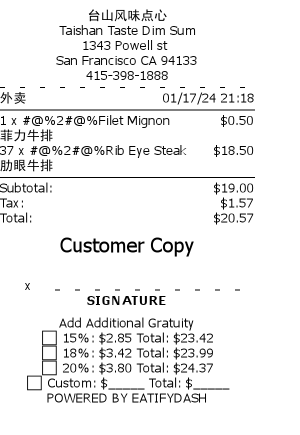 台山风味点心
Taishan Taste Dim Sum
1343 Powell st
San Francisco CA 94133
415-398-1888
外卖 01/17/24 21:18
1 x #@%2#@%Filet Mignon $0.50
菲力牛排
37 x #@%2#@%Rib Eye Steak $18.50
肋眼牛排
Subtotal: $19.00
Tax: $1.57
Total: $20.57
Customer Copy
x _ _ _ _ _ _ _ _ _ _
SIGNATURE
Add Additional Gratuity
15%: $2.85 Total: $23.42
18%: $3.42 Total: $23.99
20%: $3.80 Total: $24.37
Custom: $_____ Total: $_____
POWERED BY EATIFYDASH